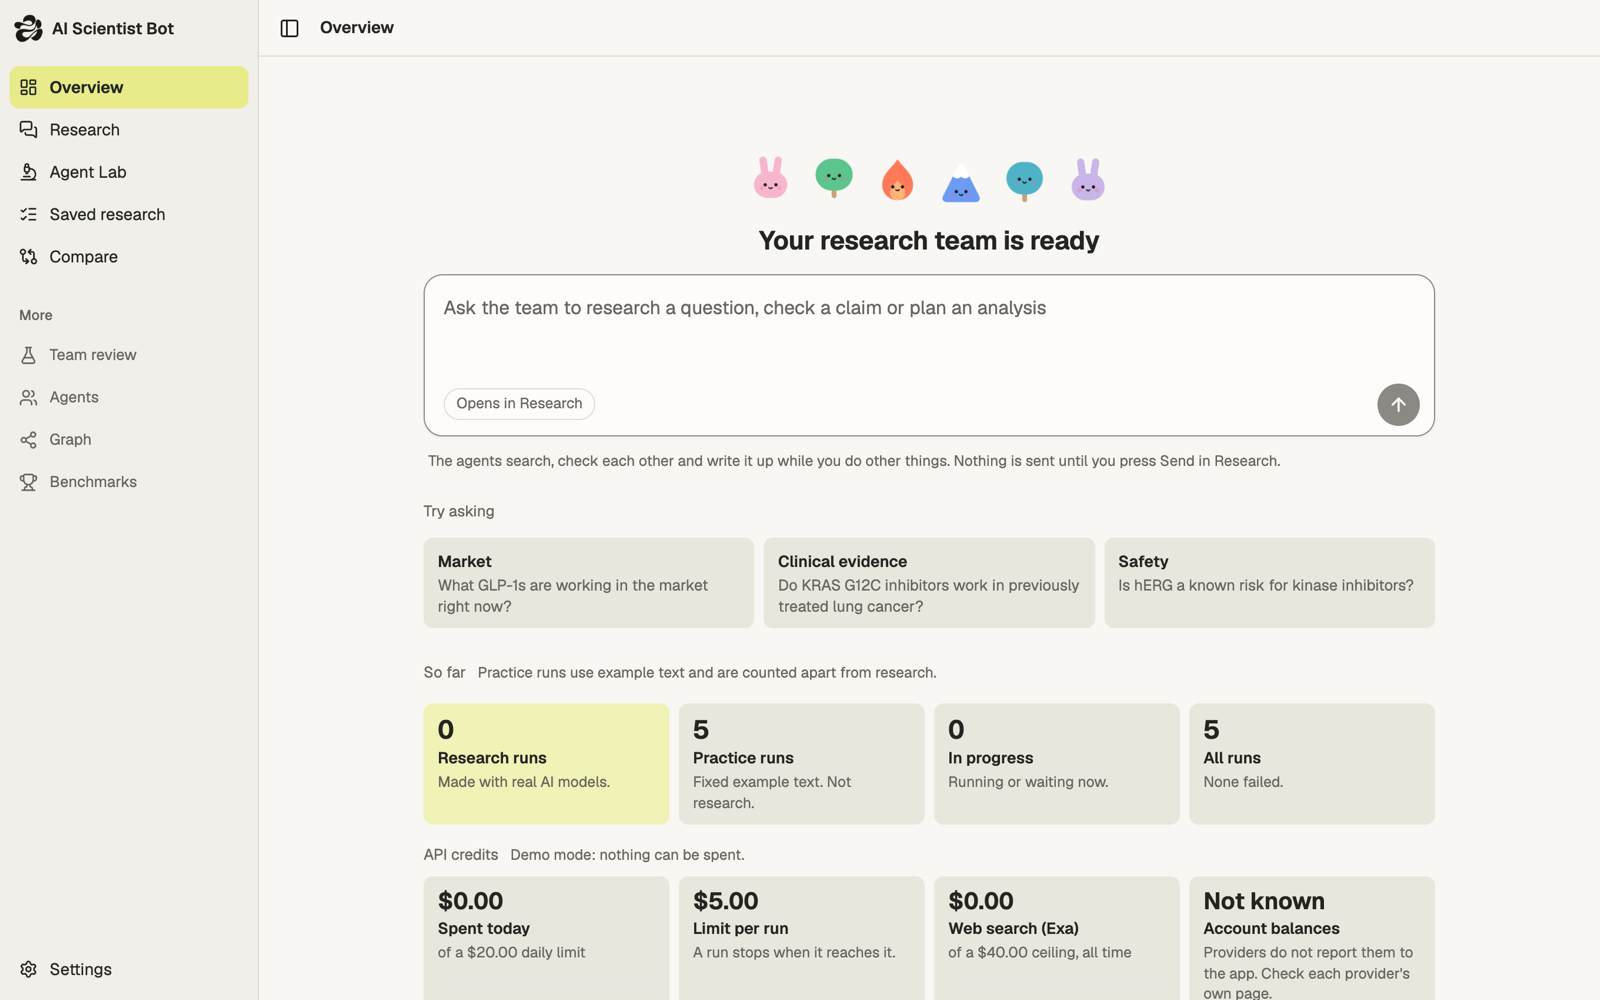 AI Scientist Bot
Overview
Overview
Research
Agent Lab
Saved research
Compare
More
Team review
Agents
Graph
Benchmarks
Settings
Your research team is ready
Ask the team to research a question, check a claim or plan an analysis
Opens in Research
The agents search, check each other and write it up while you do other things. Nothing is sent until you press Send in Research.
Try asking
Market
What GLP-1s are working in the market
right now?
Clinical evidence
Do KRAS G12C inhibitors work in previously
treated lung cancer?
Safety
Is hERG a known risk for kinase inhibitors?
So far Practice runs use example text and are counted apart from research.
0
Research runs
Made with real AI models.
5
Practice runs
Fixed example text. Not
research.
0
In progress
Running or waiting now.
5
All runs
None failed.
API credits Demo mode: nothing can be spent.
$0.00
Spent today
of a $20.00 daily limit
$5.00
Limit per run
A run stops when it reaches it.
$0.00
Web search (Exa)
of a $40.00 ceiling, all time
Not known
Account balances
Providers do not report them to
the app. Check each provider's
own page.